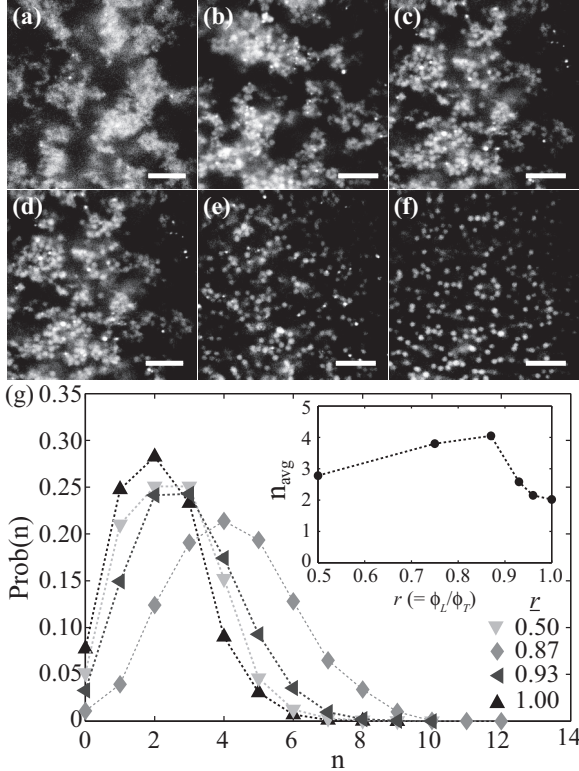 (a)
(b)
(c)
(d)
(e)
(f)
(g)
0.35
0.30
0.25
0.20
0.15
0.10
0.05
0
Prob(n)
0 2 4 6 8 10 12 14
n
5
4
3
2
1
0
n_avg
0.5 0.6 0.7 0.8 0.9 1.0
r (= ϕ_L/ϕ_T)
r
0.50
0.87
0.93
1.00